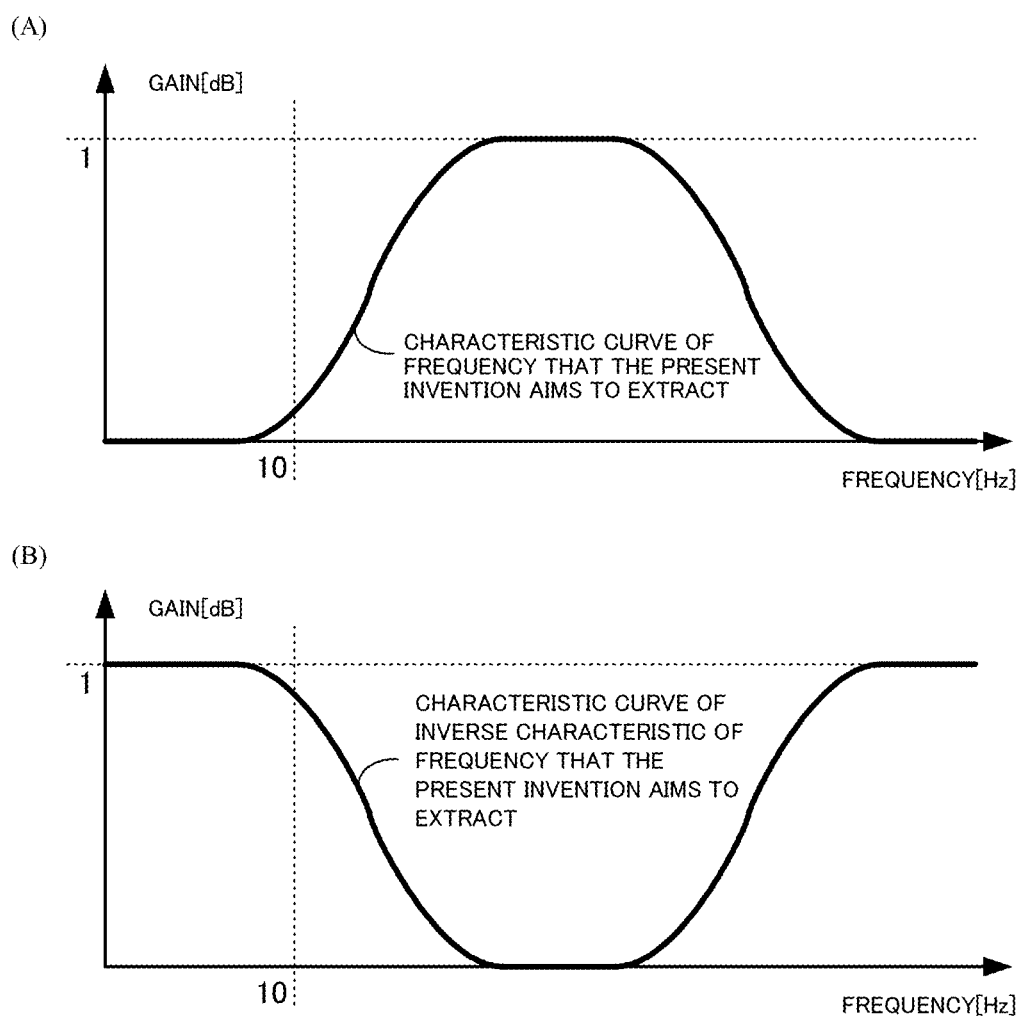 (A)
GAIN[dB]
1
CHARACTERISTIC CURVE OF
FREQUENCY THAT THE PRESENT
INVENTION AIMS TO EXTRACT
10
FREQUENCY[Hz]
(B)
GAIN[dB]
1
CHARACTERISTIC CURVE OF
INVERSE CHARACTERISTIC OF
FREQUENCY THAT THE
PRESENT INVENTION AIMS TO
EXTRACT
10
FREQUENCY[Hz]